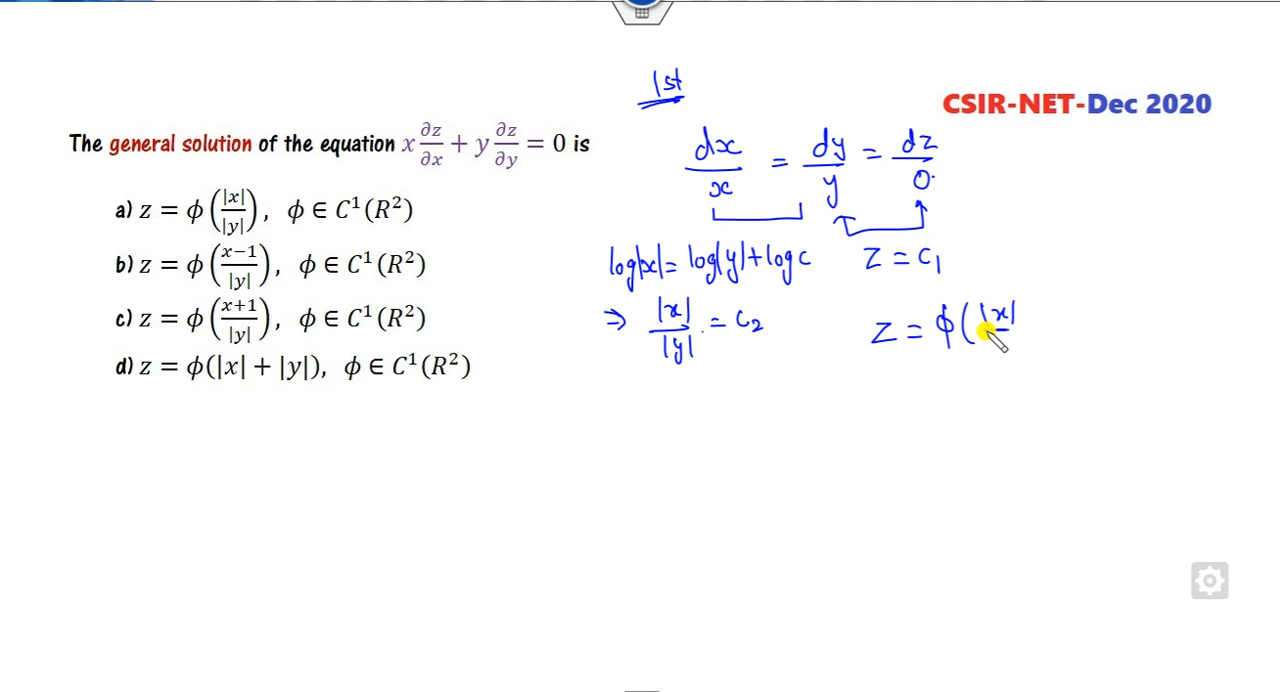 1st
CSIR-NET-Dec 2020
The general solution of the equation x ∂z/∂x + y ∂z/∂y = 0 is
a) z = ϕ(|x|/|y|), ϕ ∈ C¹(R²)
b) z = ϕ((x−1)/|y|), ϕ ∈ C¹(R²)
c) z = ϕ((x+1)/|y|), ϕ ∈ C¹(R²)
d) z = ϕ(|x| + |y|), ϕ ∈ C¹(R²)
dx/x = dy/y = dz/0.
log|x| = log|y| + log c
z = c₁
⇒ |x|/|y| = c₂
z = ϕ(|x|